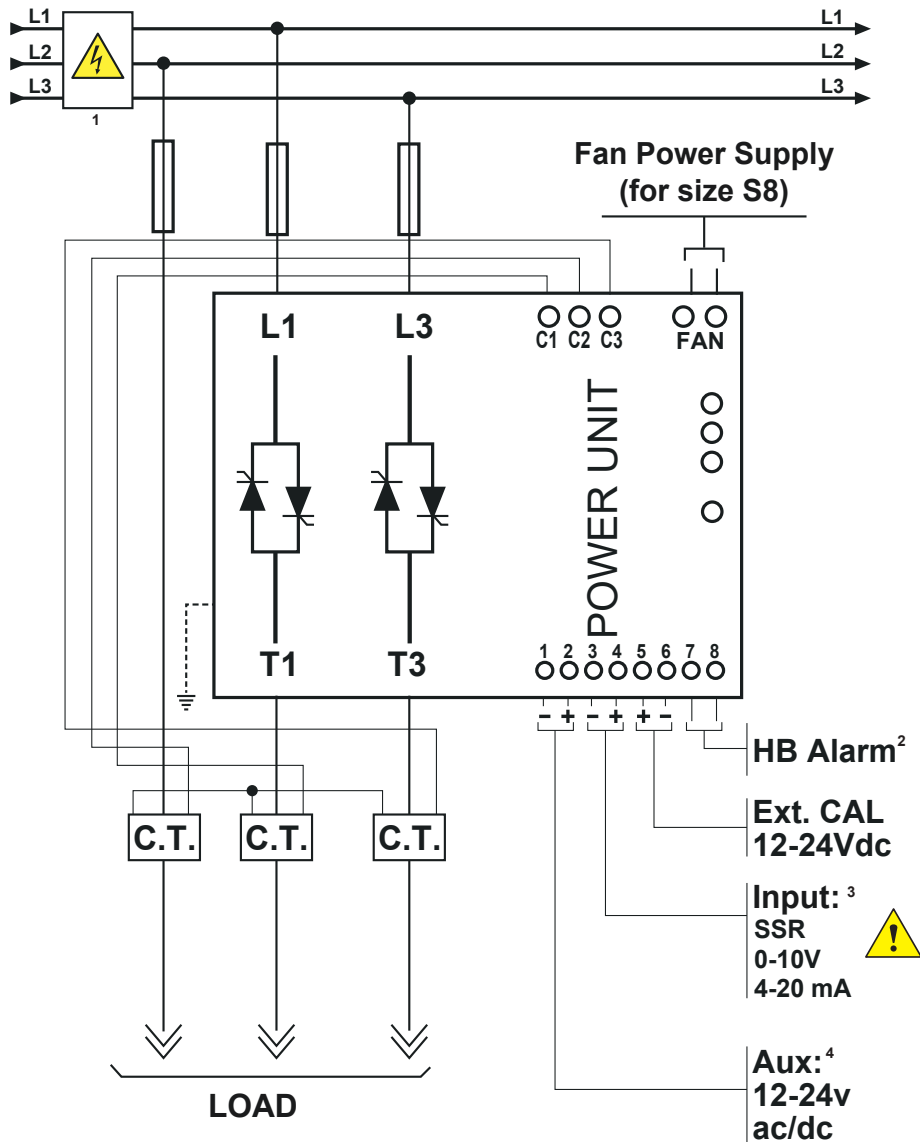 L1
L1
L2
L2
L3
L3
1
Fan Power Supply
(for size S8)
L1
L3
C1 C2 C3
FAN
POWER UNIT
T1
T3
1 2 3 4 5 6 7 8
- + - + + -
HB Alarm²
Ext. CAL
12-24Vdc
C.T.
C.T.
C.T.
Input: ³
SSR
0-10V
4-20 mA
!
Aux: ⁴
12-24v
ac/dc
LOAD